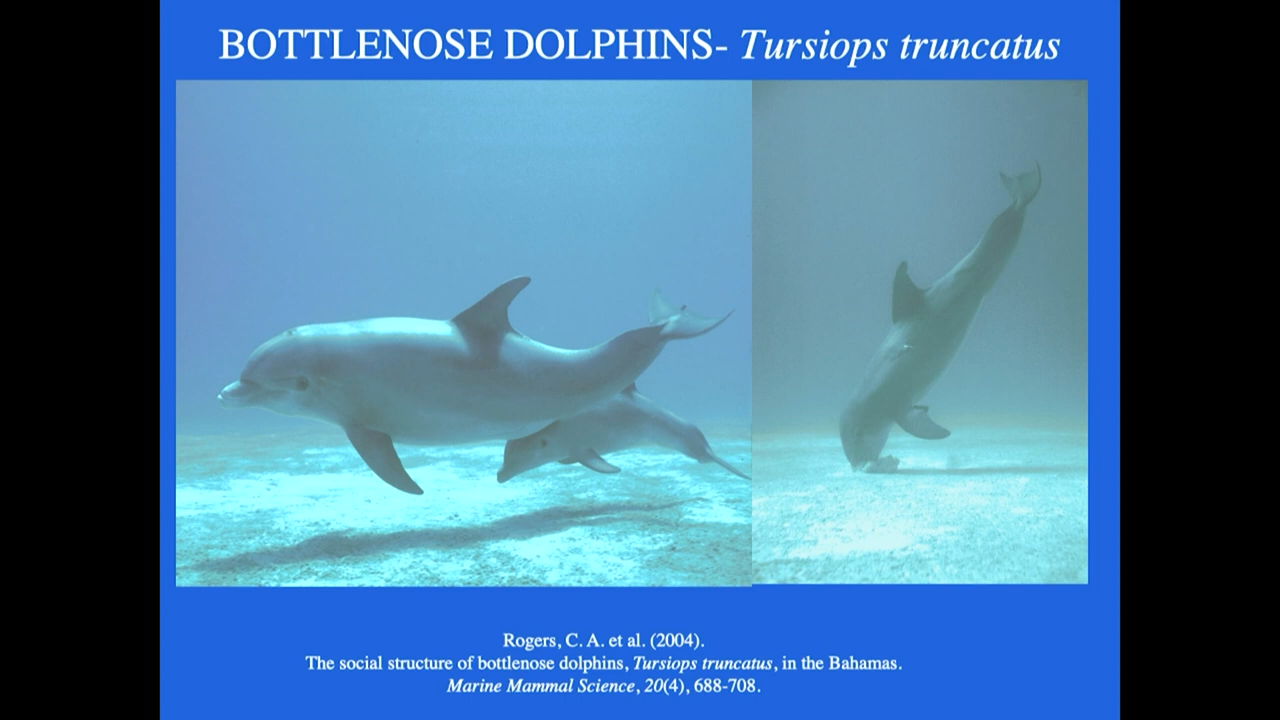 BOTTLENOSE DOLPHINS- Tursiops truncatus
Rogers, C. A. et al. (2004).
The social structure of bottlenose dolphins, Tursiops truncatus, in the Bahamas.
Marine Mammal Science, 20(4), 688-708.